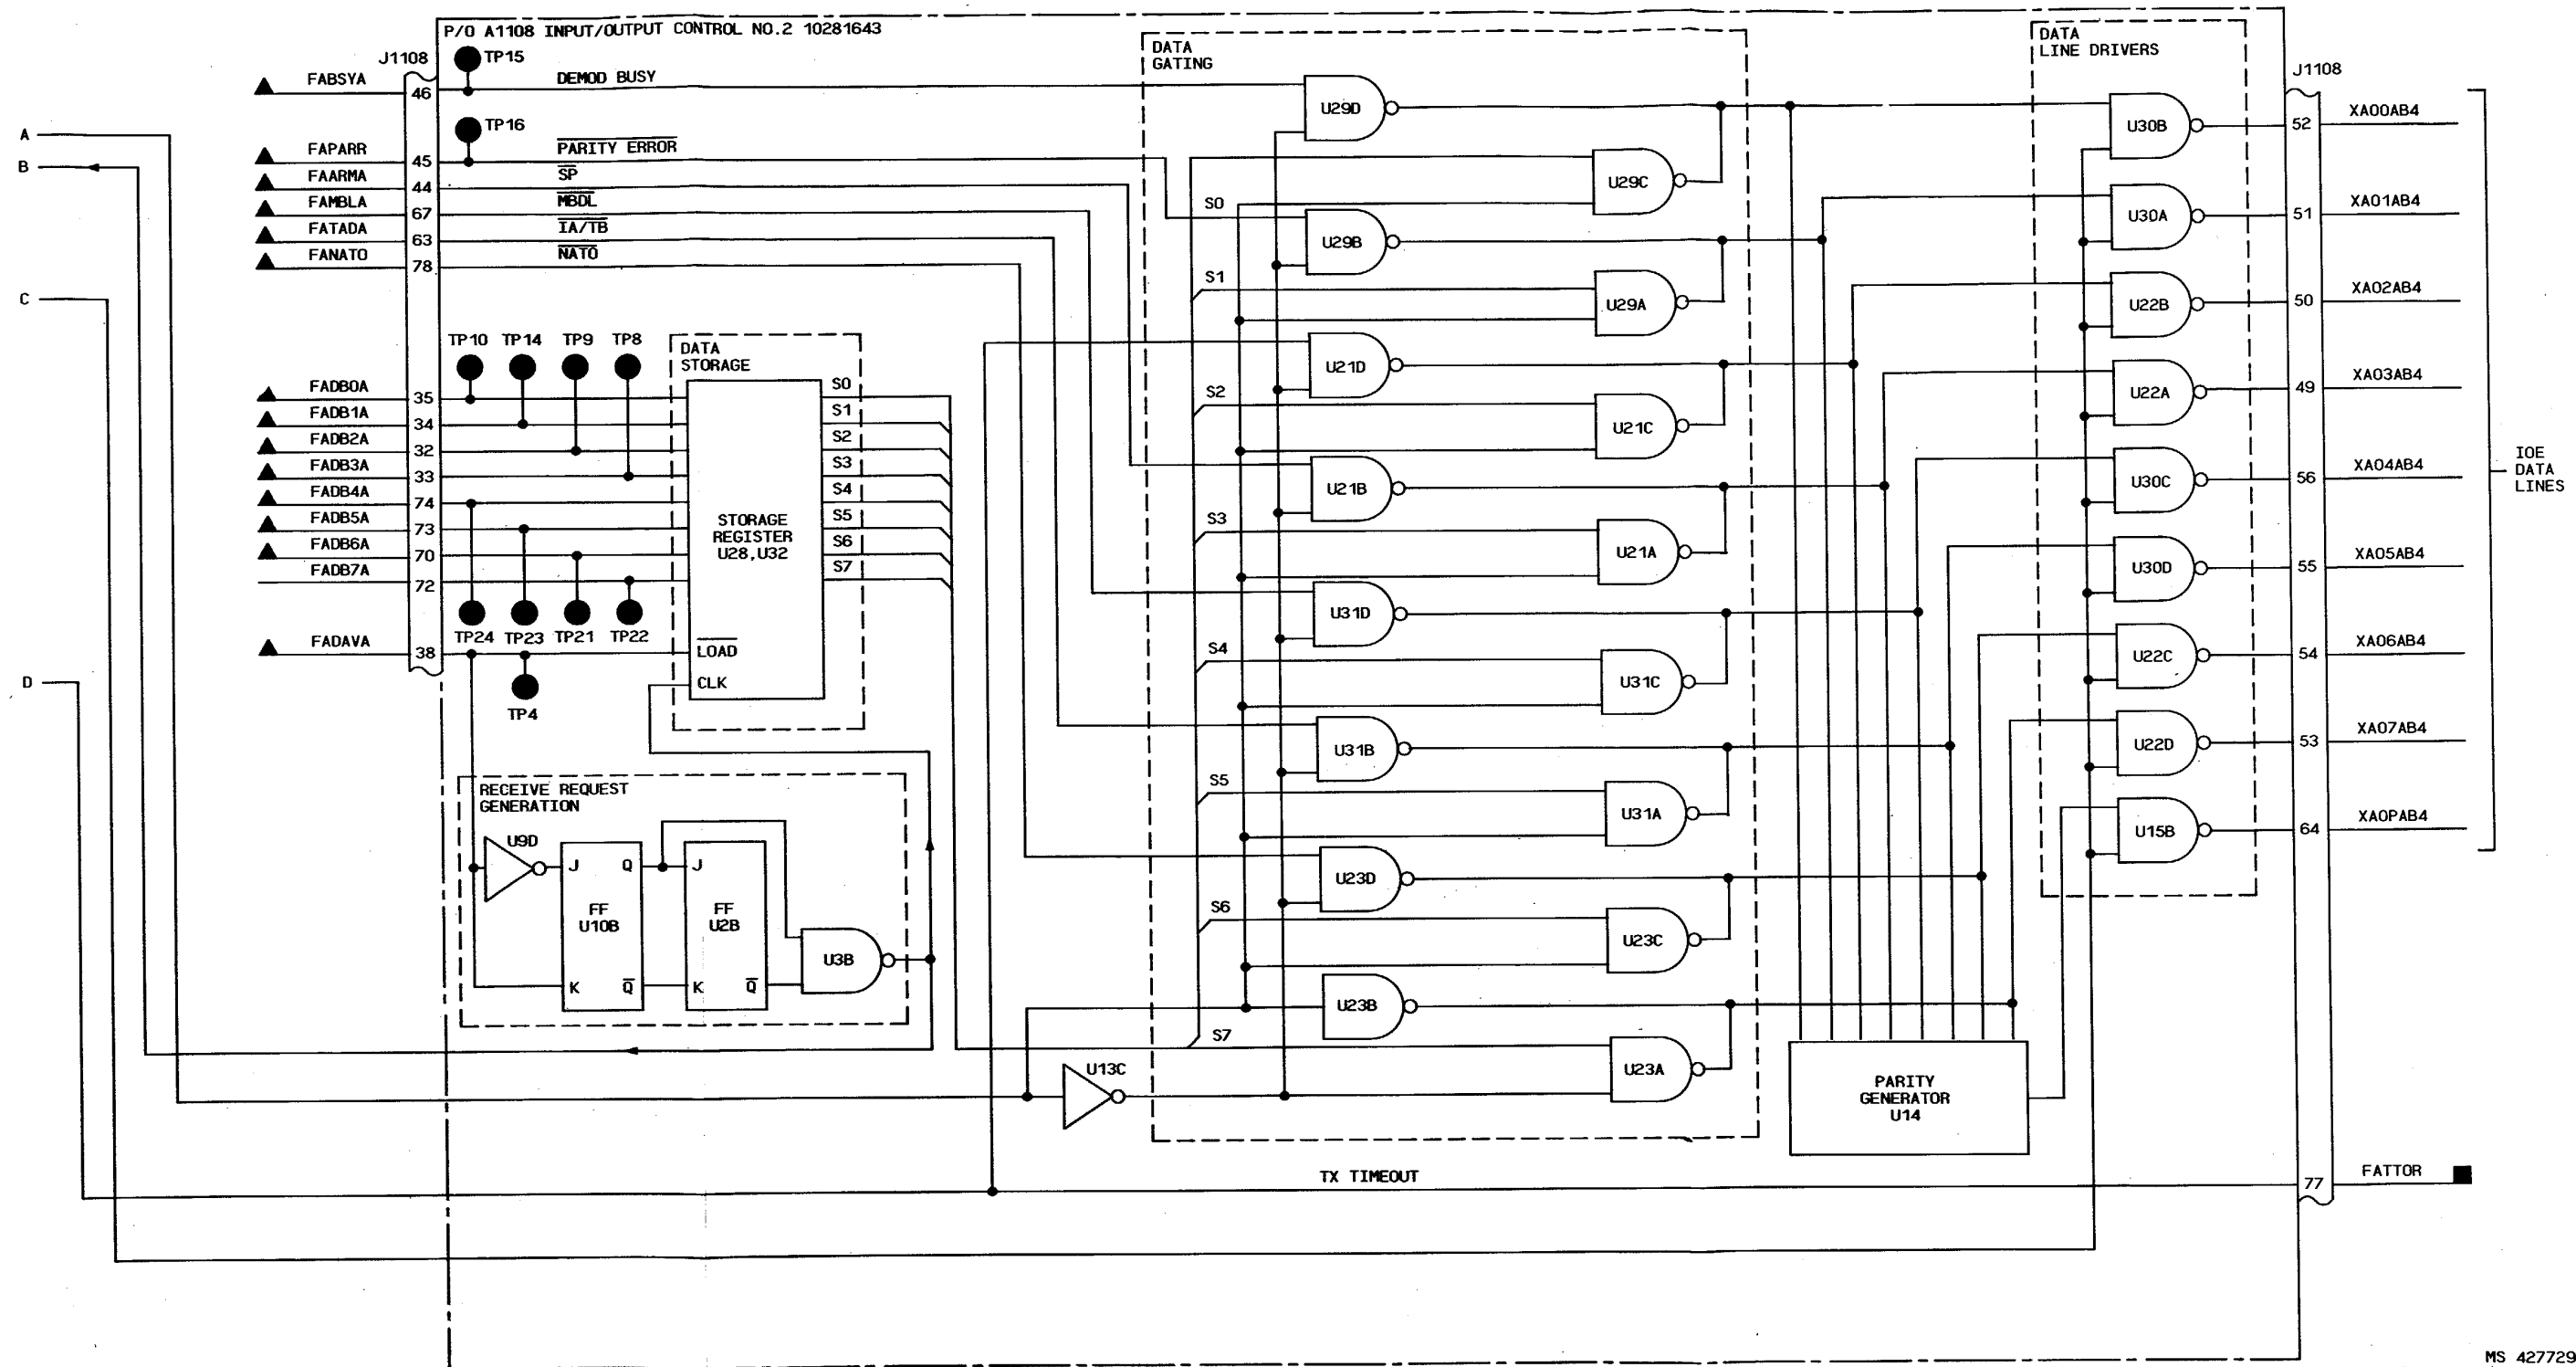 P/O A1108 INPUT/OUTPUT CONTROL NO.2 10281643
J1108
TP15
FABSYA
46
DEMOD BUSY
A
TP16
FAPARR
45
PARITY ERROR
B
FAARMA
44
SP
FAMBLA
67
MBDL
FATADA
63
IA/TB
FANATO
78
NATO
C
TP10
TP14
TP9
TP8
FADB0A
35
FADB1A
34
FADB2A
32
FADB3A
33
FADB4A
74
FADB5A
73
FADB6A
70
FADB7A
72
TP24
TP23
TP21
TP22
FADAVA
38
TP4
D
DATA
STORAGE
STORAGE
REGISTER
U28,U32
LOAD
CLK
S0
S1
S2
S3
S4
S5
S6
S7
RECEIVE REQUEST
GENERATION
U9D
J
Q
FF
U10B
K
Q
J
FF
U2B
K
Q
U3B
U13C
DATA
GATING
U29D
U29C
S0
U29B
S1
U29A
U21D
S2
U21C
U21B
S3
U21A
U31D
S4
U31C
U31B
S5
U31A
U23D
S6
U23C
U23B
S7
U23A
PARITY
GENERATOR
U14
TX TIMEOUT
DATA
LINE DRIVERS
J1108
U30B
52
XA00AB4
U30A
51
XA01AB4
U22B
50
XA02AB4
U22A
49
XA03AB4
U30C
56
XA04AB4
U30D
55
XA05AB4
U22C
54
XA06AB4
U22D
53
XA07AB4
U15B
64
XA0PAB4
IOE
DATA
LINES
77
FATTOR
MS 427729